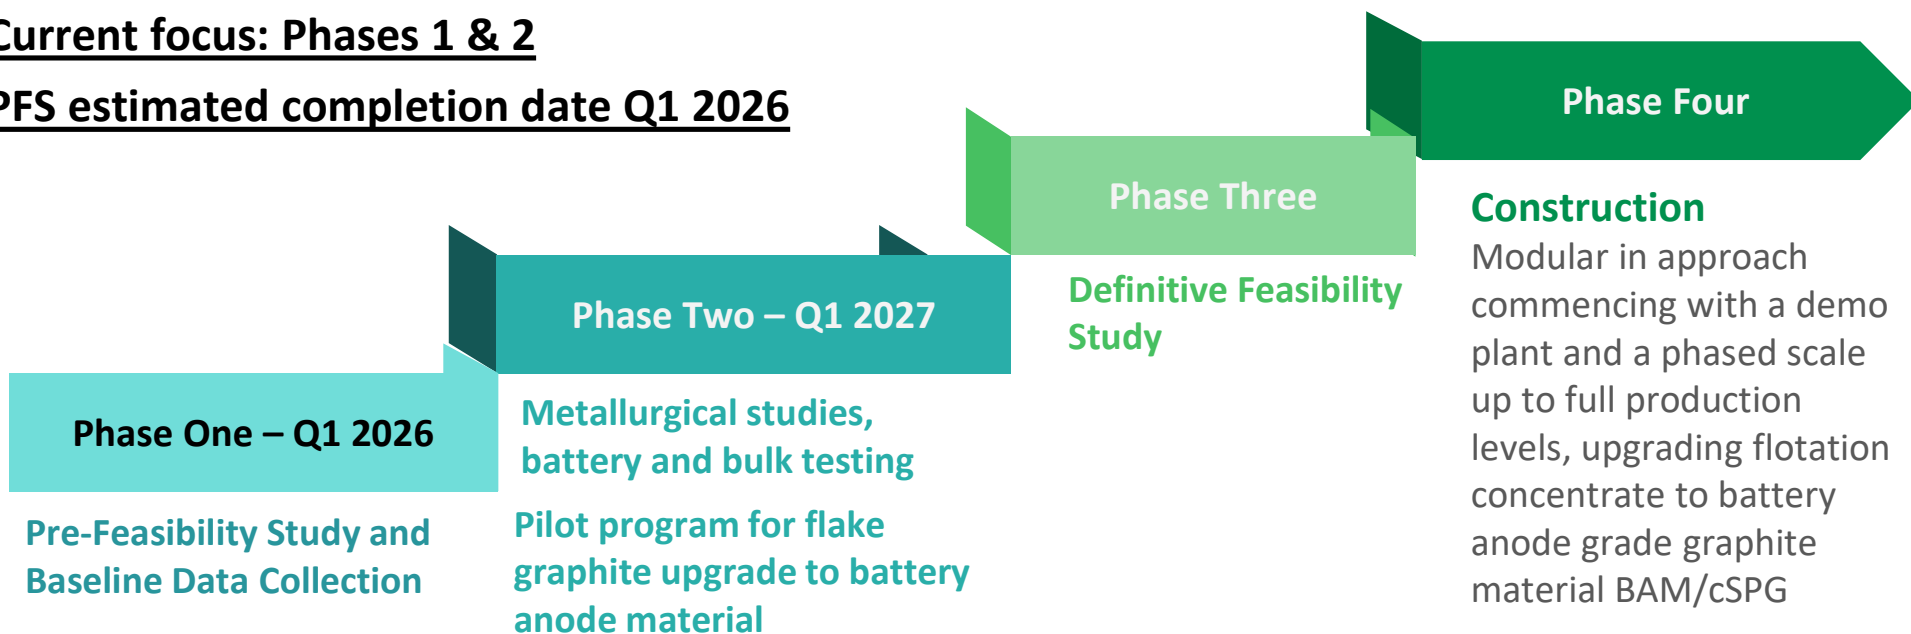 Current focus: Phases 1 & 2
PFS estimated completion date Q1 2026
Phase One – Q1 2026
Pre-Feasibility Study and
Baseline Data Collection
Phase Two – Q1 2027
Metallurgical studies,
battery and bulk testing
Pilot program for flake
graphite upgrade to battery
anode material
Phase Three
Definitive Feasibility
Study
Phase Four
Construction
Modular in approach
commencing with a demo
plant and a phased scale
up to full production
levels, upgrading flotation
concentrate to battery
anode grade graphite
material BAM/cSPG